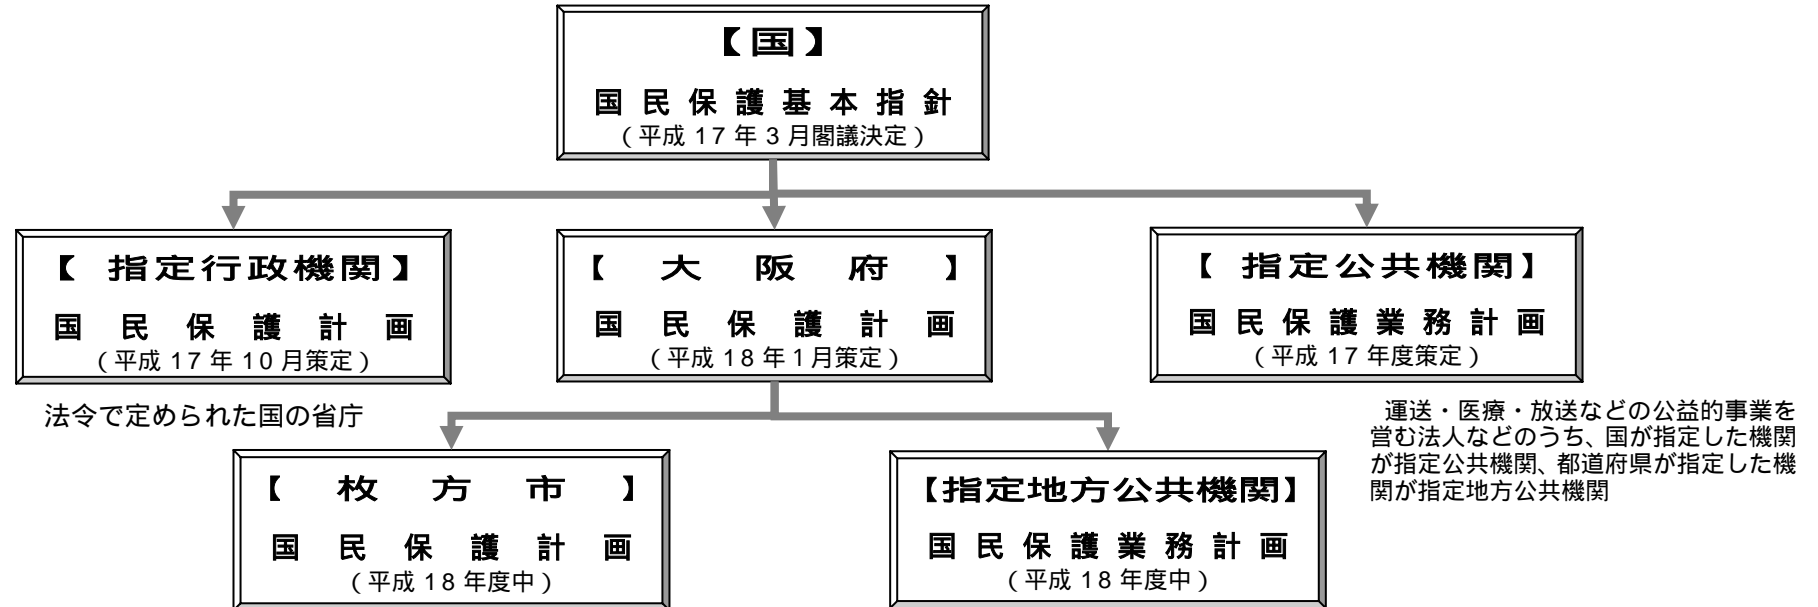 【国】
国民保護基本指針
(平成17年3月閣議決定)
【指定行政機関】
国民保護計画
(平成17年10月策定)
法令で定められた国の省庁
【大阪府】
国民保護計画
(平成18年1月策定)
【指定公共機関】
国民保護業務計画
(平成17年度策定)
運送・医療・放送などの公益的事業を
営む法人などのうち、国が指定した機関
が指定公共機関、都道府県が指定した機
関が指定地方公共機関
【枚方市】
国民保護計画
(平成18年度中)
【指定地方公共機関】
国民保護業務計画
(平成18年度中)